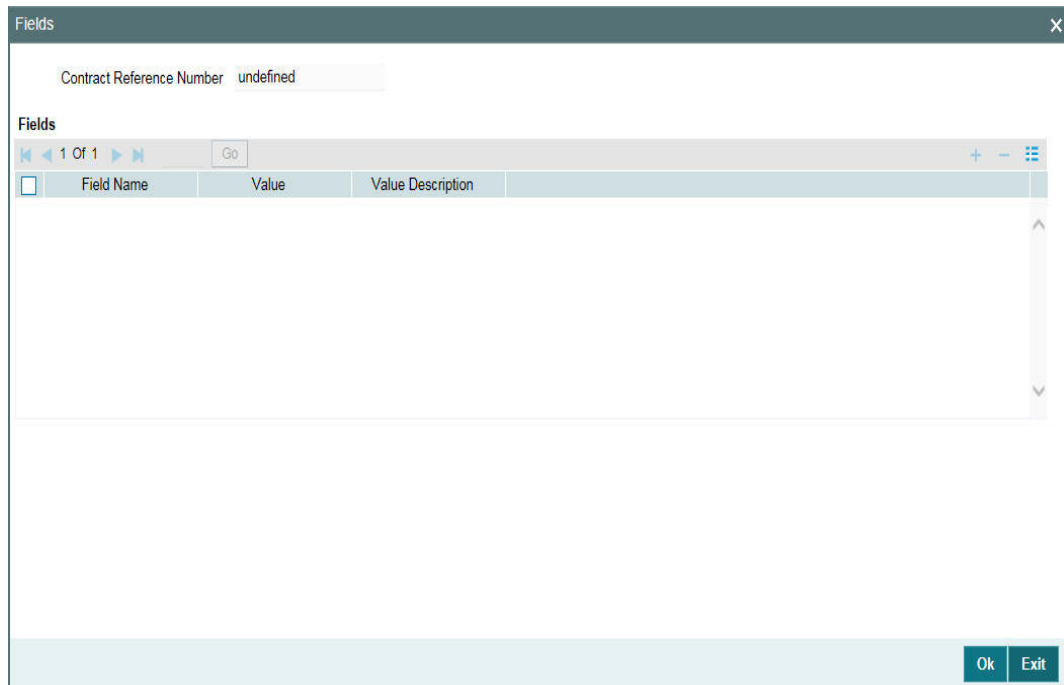 Fields X
Contract Reference Number undefined
Fields
1 Of 1 Go
Field Name Value Value Description
Ok Exit